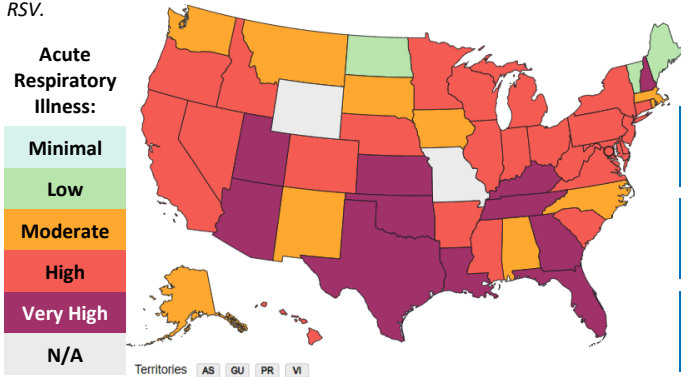 RSV.
Acute
Respiratory
Illness:
Minimal
Low
Moderate
High
Very High
N/A
Territories AS GU PR VI